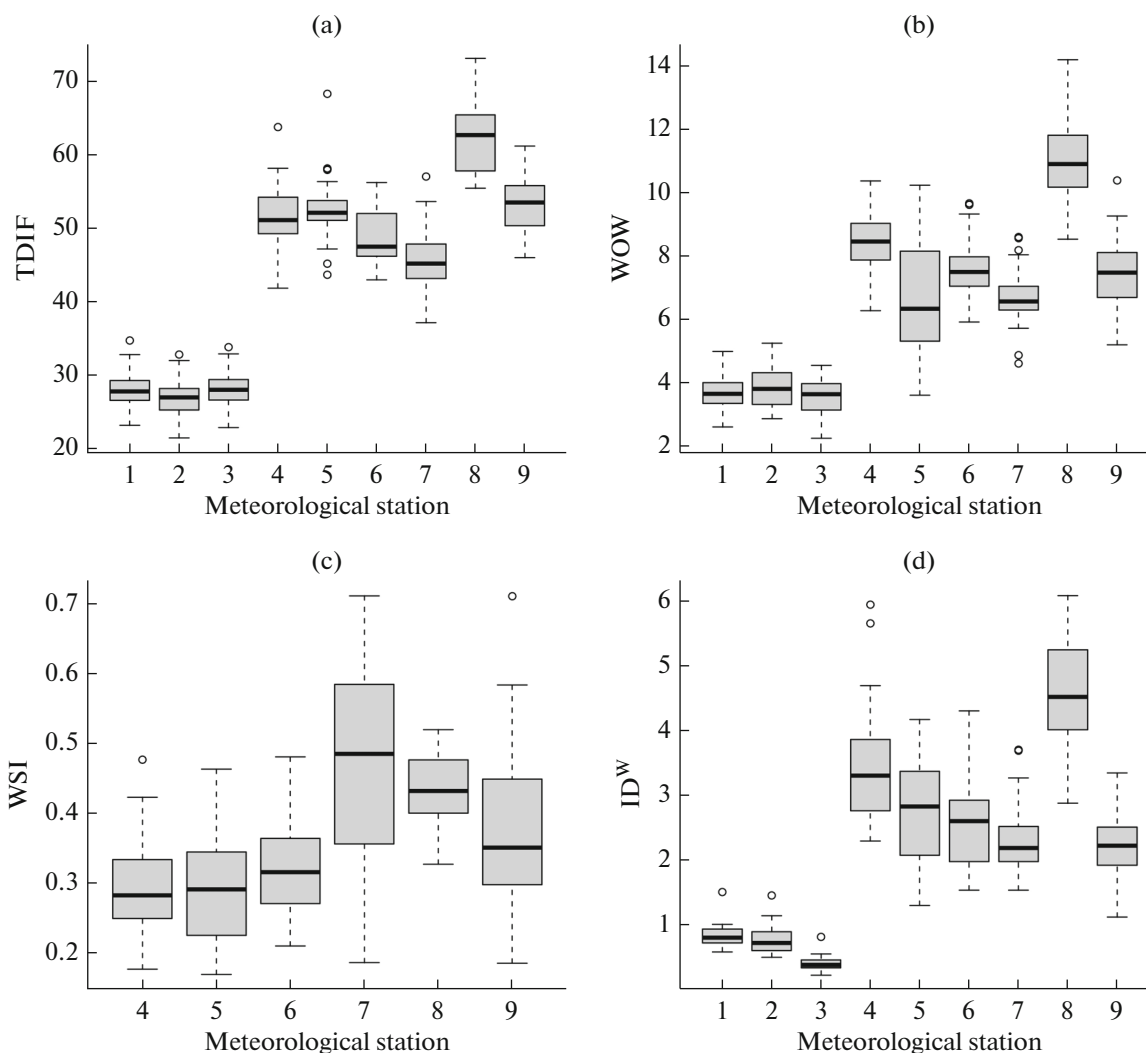 (a)
TDIF
70
60
50
40
30
20
1 2 3 4 5 6 7 8 9
Meteorological station
(b)
WOW
14
12
10
8
6
4
2
1 2 3 4 5 6 7 8 9
Meteorological station
(c)
WSI
0.7
0.6
0.5
0.4
0.3
0.2
4 5 6 7 8 9
Meteorological station
(d)
ID^W
6
5
4
3
2
1
1 2 3 4 5 6 7 8 9
Meteorological station